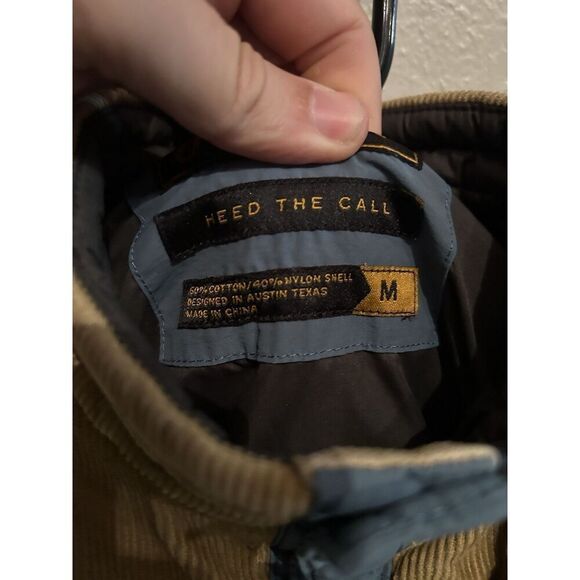 HEED THE CALL
60% COTTON/40% NYLON SHELL
DESIGNED IN AUSTIN TEXAS
MADE IN CHINA
M